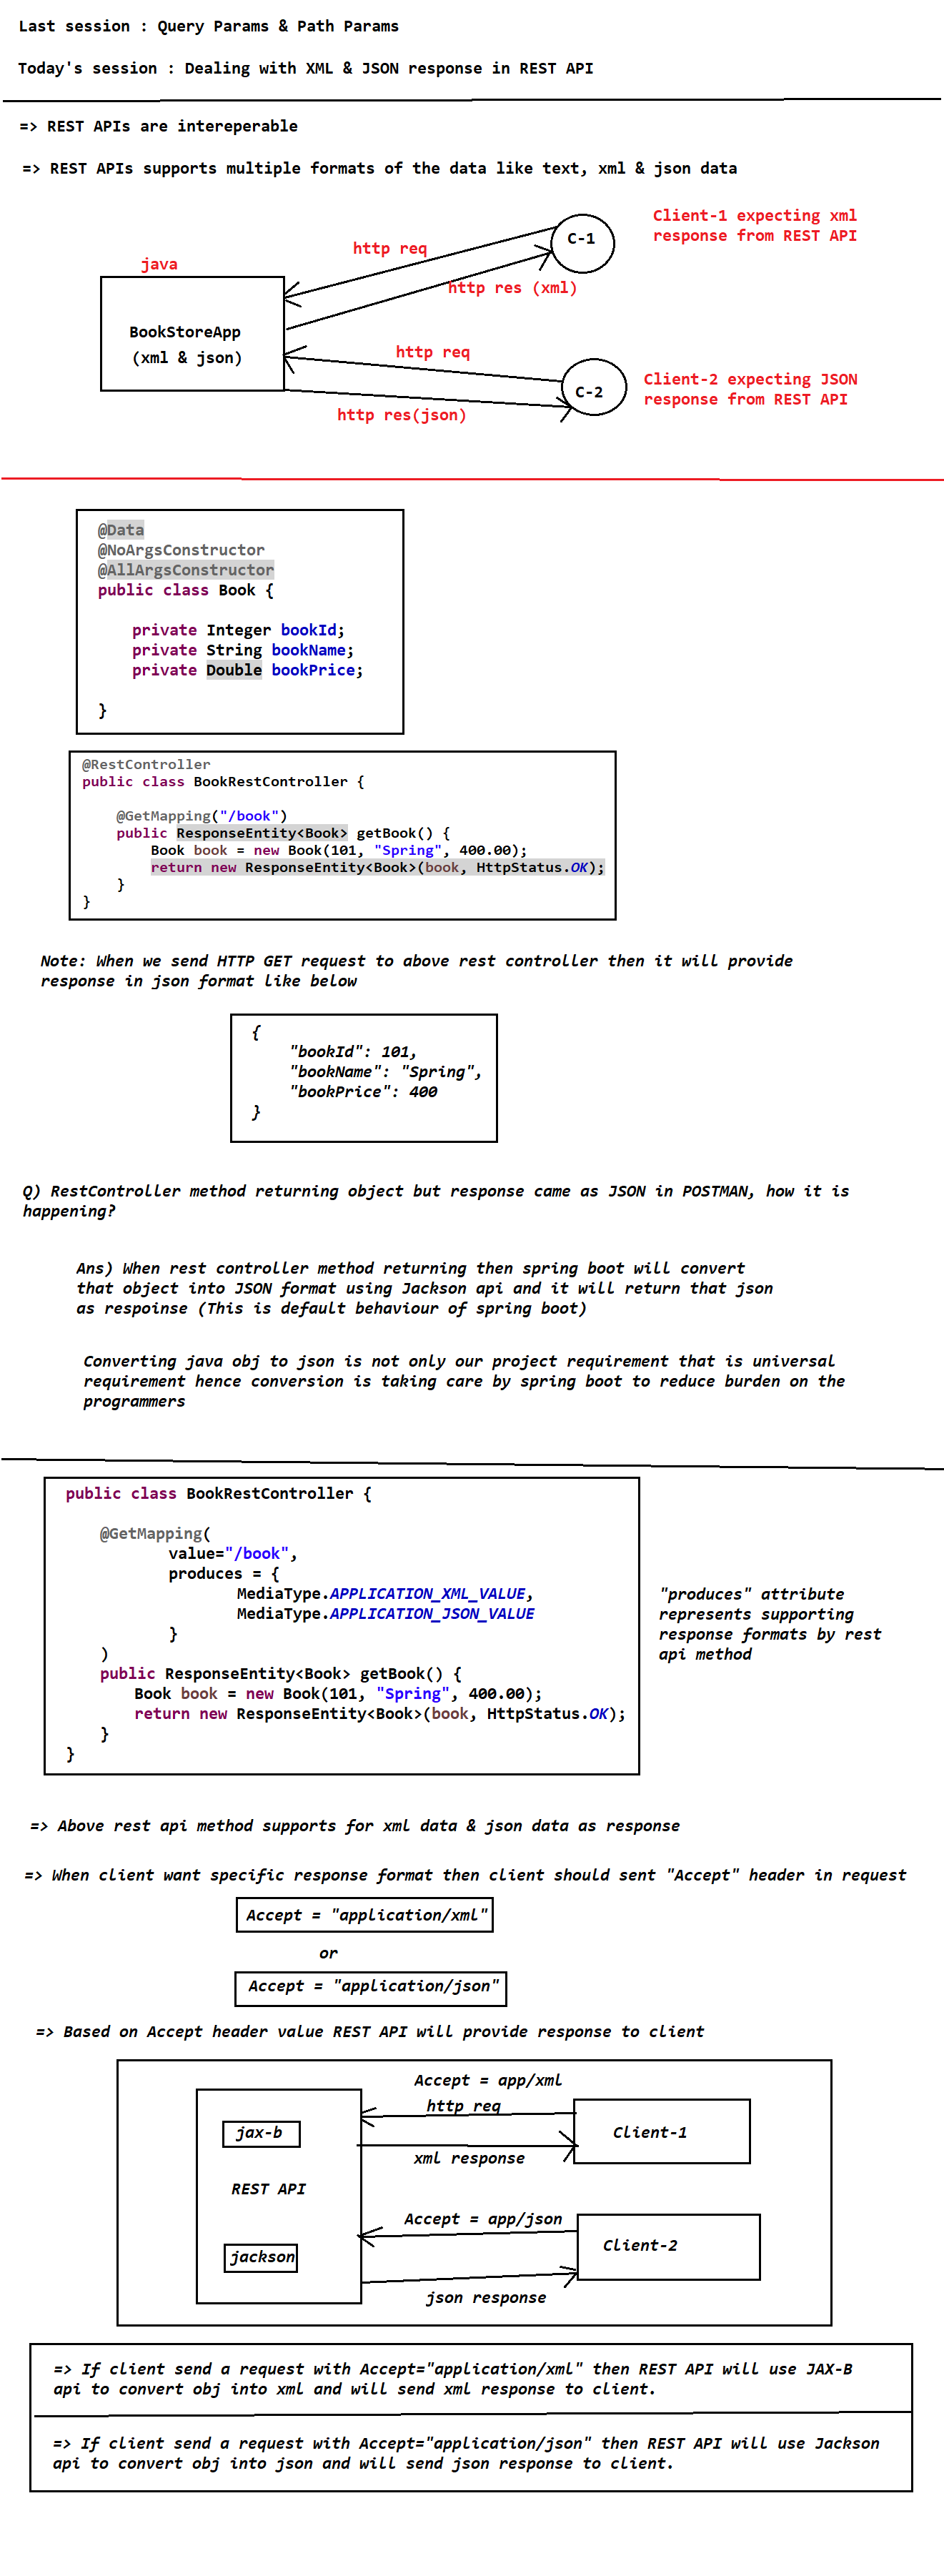 Last session : Query Params & Path Params
Today's session : Dealing with XML & JSON response in REST API
=> REST APIs are intereperable
=> REST APIs supports multiple formats of the data like text, xml & json data
Client-1 expecting xml
response from REST API
C-1
http req
java
http res (xml)
BookStoreApp
(xml & json)
http req
Client-2 expecting JSON
response from REST API
C-2
http res(json)
@Data
@NoArgsConstructor
@AllArgsConstructor
public class Book {
private Integer bookId;
private String bookName;
private Double bookPrice;
}
@RestController
public class BookRestController {
@GetMapping("/book")
public ResponseEntity<Book> getBook() {
Book book = new Book(101, "Spring", 400.00);
return new ResponseEntity<Book>(book, HttpStatus.OK);
}
}
Note: When we send HTTP GET request to above rest controller then it will provide
response in json format like below
{
"bookId": 101,
"bookName": "Spring",
"bookPrice": 400
}
Q) RestController method returning object but response came as JSON in POSTMAN, how it is
happening?
Ans) When rest controller method returning then spring boot will convert
that object into JSON format using Jackson api and it will return that json
as respoinse (This is default behaviour of spring boot)
Converting java obj to json is not only our project requirement that is universal
requirement hence conversion is taking care by spring boot to reduce burden on the
programmers
public class BookRestController {
@GetMapping(
value="/book",
produces = {
MediaType.APPLICATION_XML_VALUE,
MediaType.APPLICATION_JSON_VALUE
}
)
public ResponseEntity<Book> getBook() {
Book book = new Book(101, "Spring", 400.00);
return new ResponseEntity<Book>(book, HttpStatus.OK);
}
}
"produces" attribute
represents supporting
response formats by rest
api method
=> Above rest api method supports for xml data & json data as response
=> When client want specific response format then client should sent "Accept" header in request
Accept = "application/xml"
or
Accept = "application/json"
=> Based on Accept header value REST API will provide response to client
Accept = app/xml
http req
jax-b
Client-1
xml response
REST API
Accept = app/json
Client-2
jackson
json response
=> If client send a request with Accept="application/xml" then REST API will use JAX-B
api to convert obj into xml and will send xml response to client.
=> If client send a request with Accept="application/json" then REST API will use Jackson
api to convert obj into json and will send json response to client.